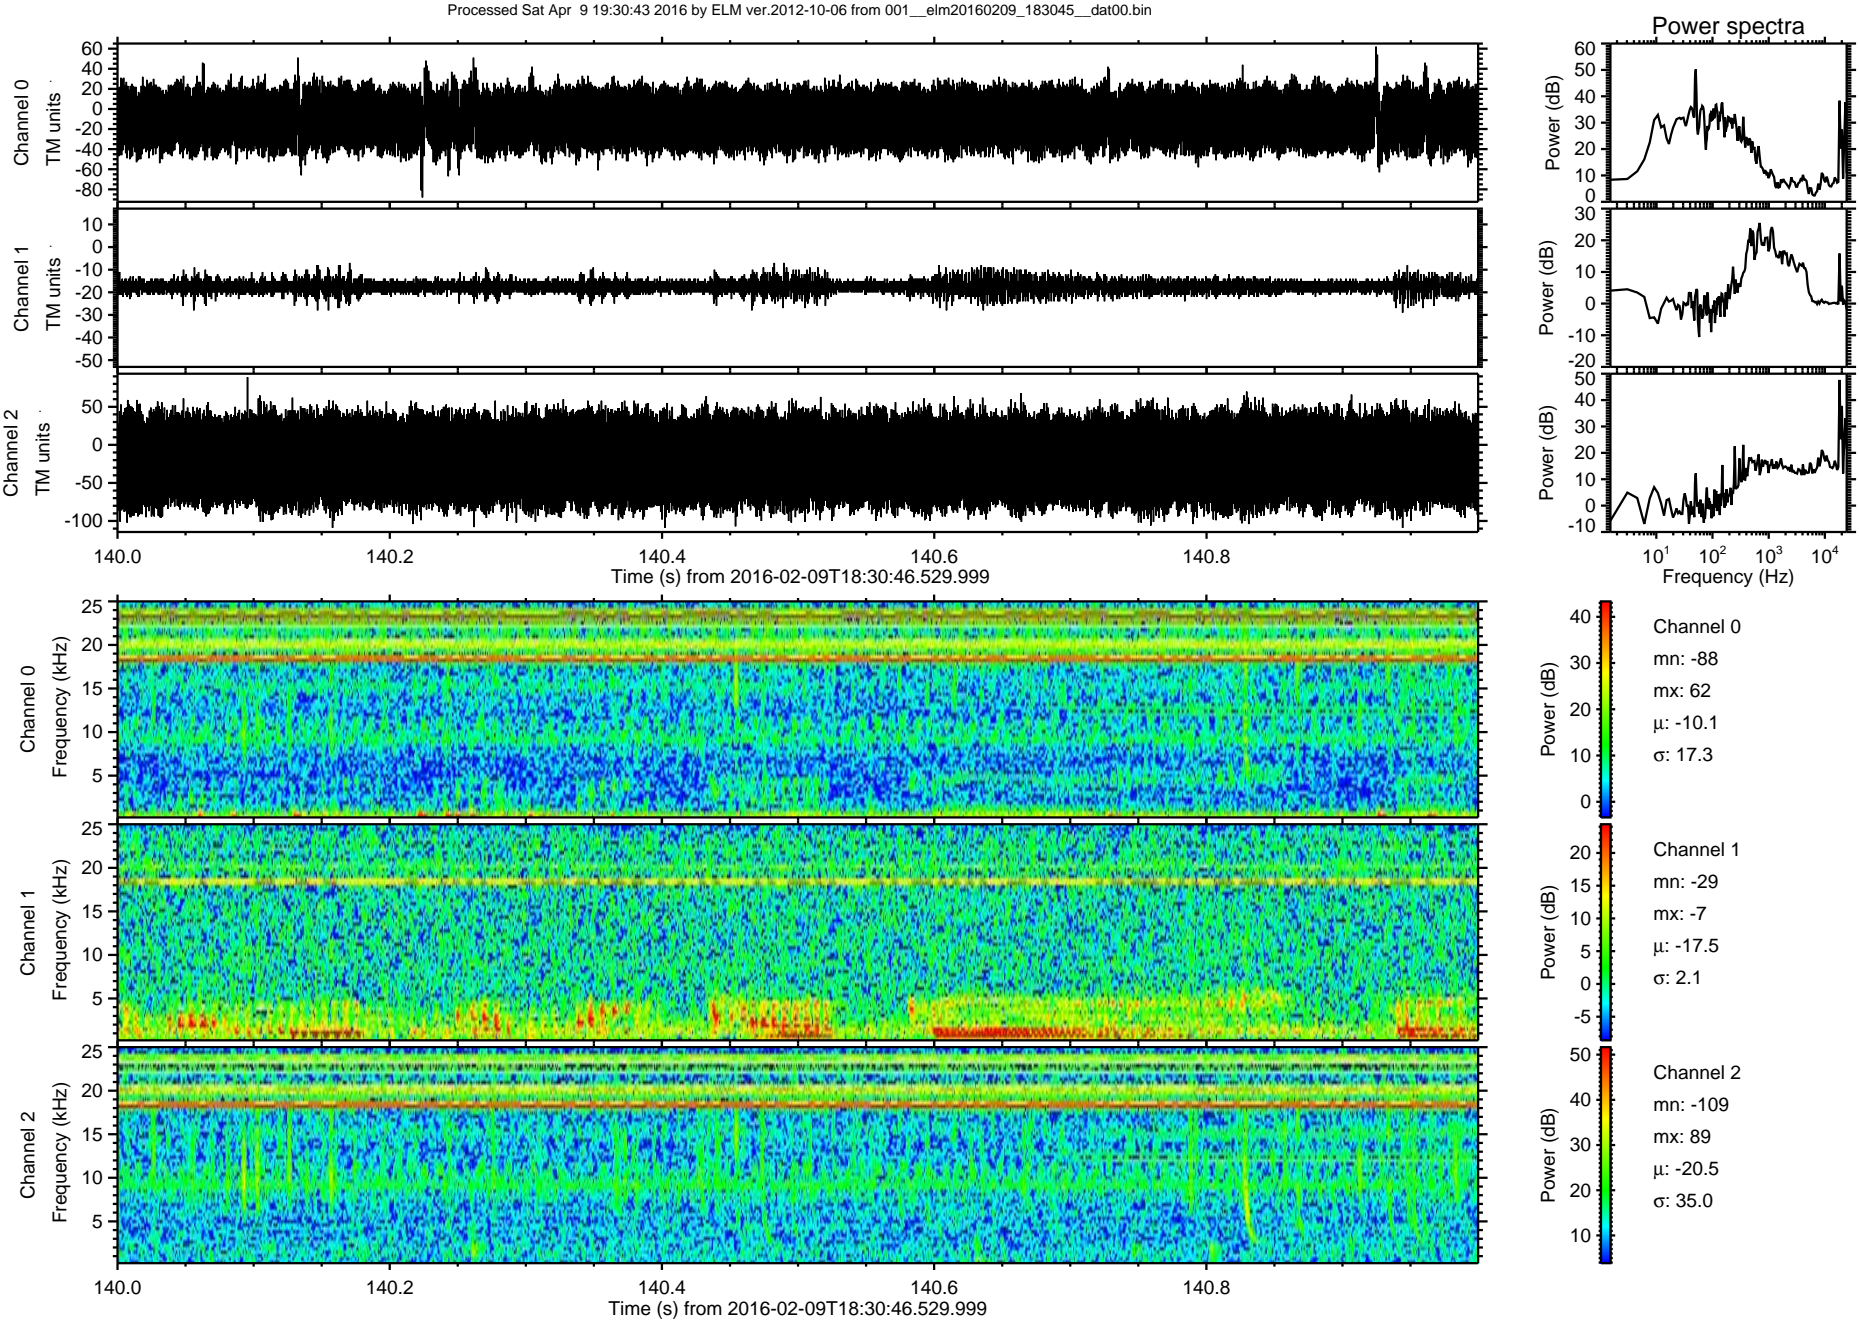 Processed Sat Apr  9 19:30:43 2016 by ELM ver.2012-10-06 from 001__elm20160209_183045__dat00.bin
Power spectra
Channel 0
TM units
60
40
20
0
-20
-40
-60
-80
Power (dB)
60
50
40
30
20
10
0
Channel 1
TM units
10
0
-10
-20
-30
-40
-50
Power (dB)
30
20
10
0
-10
-20
Channel 2
TM units
50
0
-50
-100
Power (dB)
50
40
30
20
10
0
-10
140.0 140.2 140.4 140.6 140.8
Time (s) from 2016-02-09T18:30:46.529.999
10^1 10^2 10^3 10^4
Frequency (Hz)
Channel 0
Frequency (kHz)
25
20
15
10
5
Power (dB)
40
30
20
10
0
Channel 0
mn: -88
mx: 62
μ: -10.1
σ: 17.3
Channel 1
Frequency (kHz)
25
20
15
10
5
Power (dB)
20
15
10
5
0
-5
Channel 1
mn: -29
mx: -7
μ: -17.5
σ: 2.1
Channel 2
Frequency (kHz)
25
20
15
10
5
Power (dB)
50
40
30
20
10
Channel 2
mn: -109
mx: 89
μ: -20.5
σ: 35.0
140.0 140.2 140.4 140.6 140.8
Time (s) from 2016-02-09T18:30:46.529.999